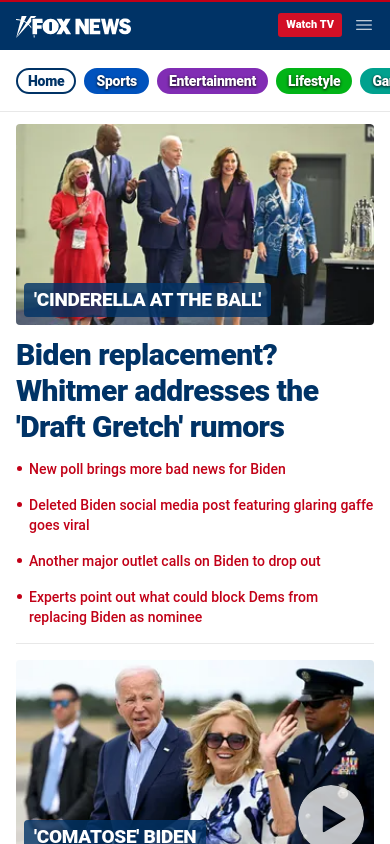 FOX NEWS
Watch TV
Home
Sports
Entertainment
Lifestyle
'CINDERELLA AT THE BALL'
Biden replacement?
Whitmer addresses the
'Draft Gretch' rumors
• New poll brings more bad news for Biden
• Deleted Biden social media post featuring glaring gaffe
goes viral
• Another major outlet calls on Biden to drop out
• Experts point out what could block Dems from
replacing Biden as nominee
'COMATOSE' BIDEN